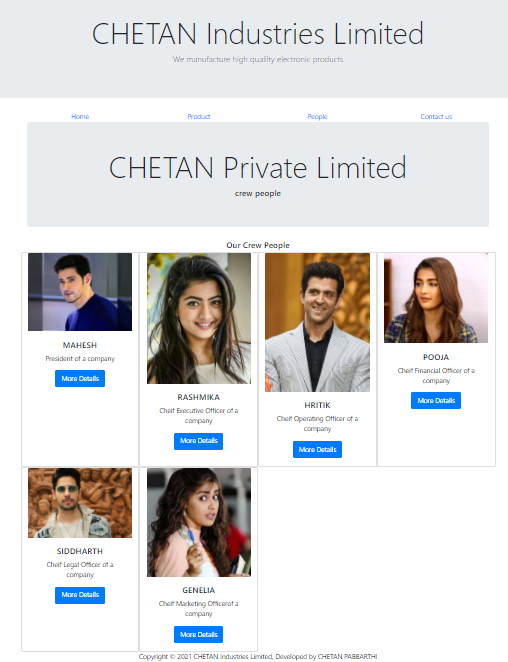 CHETAN Industries Limited
We manufacture high quality electronic products
Home Product People Contact us
CHETAN Private Limited
crew people
Our Crew People
MAHESH
President of a company
More Details
RASHMIKA
Cheif Executive Officer of a
company
More Details
HRITIK
Cheif Operating Officer of a
company
More Details
POOJA
Cheif Financial Officer of a
company
More Details
SIDDHARTH
Cheif Legal Officer of a
company
More Details
GENELIA
Cheif Marketing Officerof a
company
More Details
Copyright © 2021 CHETAN Industries Limited, Developed by CHETAN PABBARTHI